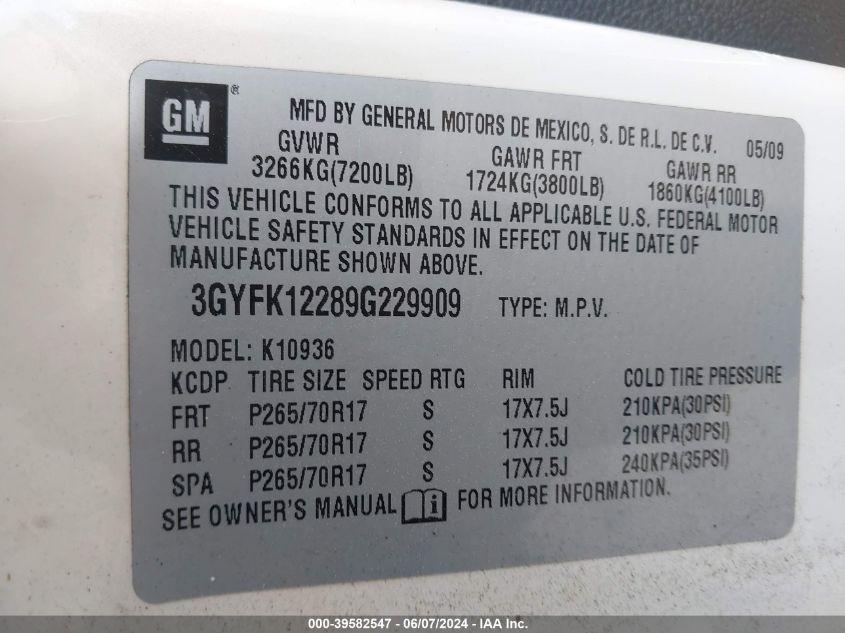 GM ®
MFD BY GENERAL MOTORS DE MEXICO, S. DE R.L. DE C.V. 05/09
GVWR GAWR FRT GAWR RR
3266KG(7200LB) 1724KG(3800LB) 1860KG(4100LB)
THIS VEHICLE CONFORMS TO ALL APPLICABLE U.S. FEDERAL MOTOR
VEHICLE SAFETY STANDARDS IN EFFECT ON THE DATE OF
MANUFACTURE SHOWN ABOVE.
3GYFK12289G229909 TYPE: M.P.V.
MODEL: K10936
KCDP TIRE SIZE SPEED RTG RIM COLD TIRE PRESSURE
FRT P265/70R17 S 17X7.5J 210KPA(30PSI)
RR P265/70R17 S 17X7.5J 210KPA(30PSI)
SPA P265/70R17 S 17X7.5J 240KPA(35PSI)
SEE OWNER'S MANUAL FOR MORE INFORMATION.
000-39582547 - 06/07/2024 - IAA Inc.